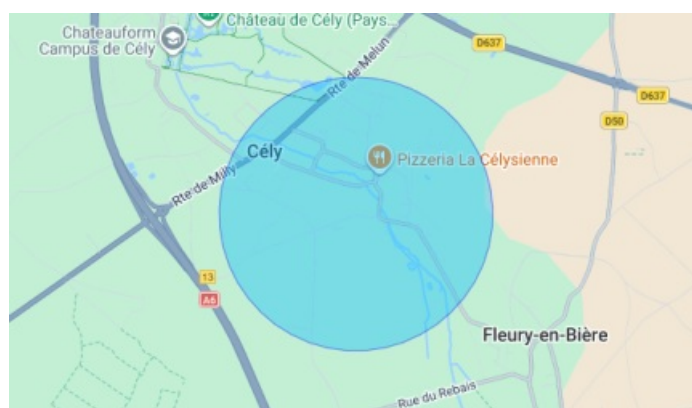 Château de Cély (Pays...
Chateauform
Campus de Cély
D637
Rte de Melun
D637
D50
Cély
Pizzeria La Célysienne
Rte de Milly
13
A6
Fleury-en-Bière
Rue du Rebais